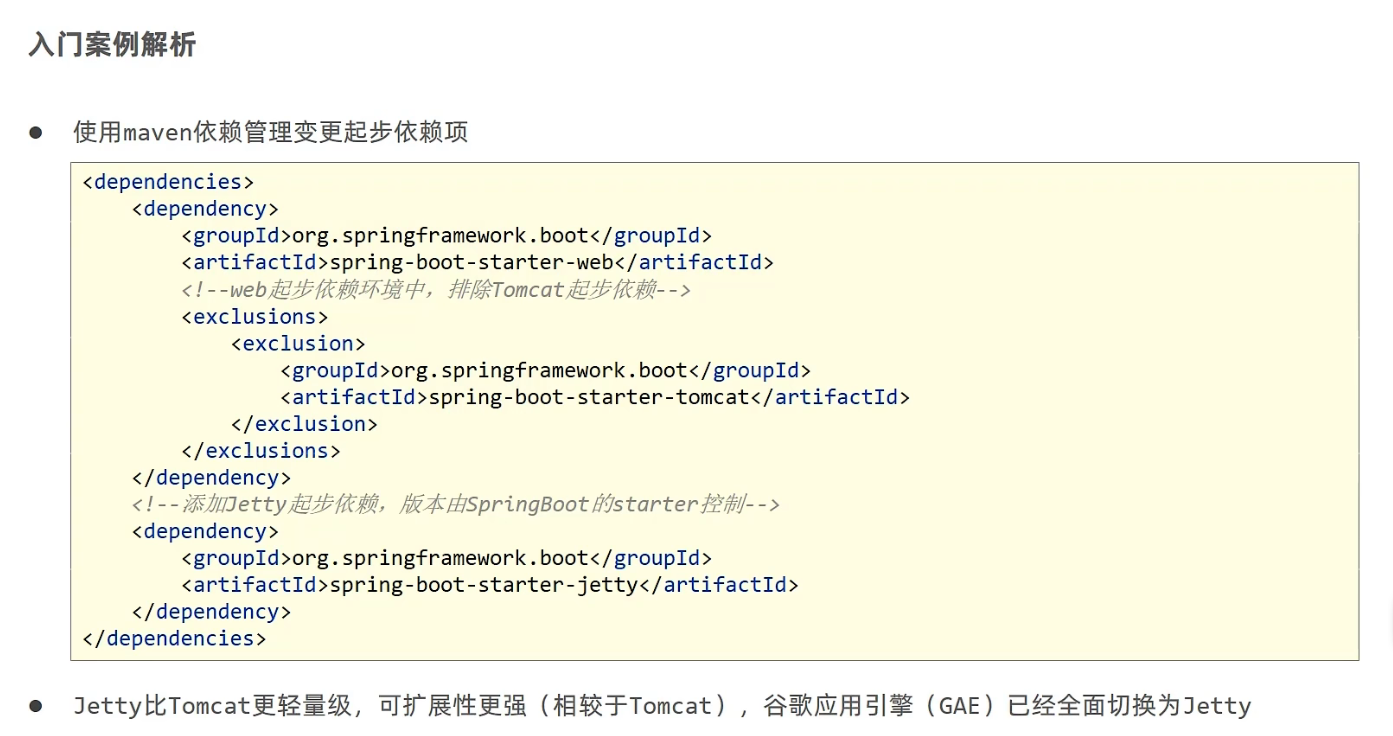 入门案例解析
● 使用maven依赖管理变更起步依赖项
<dependencies>
    <dependency>
        <groupId>org.springframework.boot</groupId>
        <artifactId>spring-boot-starter-web</artifactId>
        <!--web起步依赖环境中，排除Tomcat起步依赖-->
        <exclusions>
            <exclusion>
                <groupId>org.springframework.boot</groupId>
                <artifactId>spring-boot-starter-tomcat</artifactId>
            </exclusion>
        </exclusions>
    </dependency>
    <!--添加Jetty起步依赖，版本由SpringBoot的starter控制-->
    <dependency>
        <groupId>org.springframework.boot</groupId>
        <artifactId>spring-boot-starter-jetty</artifactId>
    </dependency>
</dependencies>
● Jetty比Tomcat更轻量级，可扩展性更强（相较于Tomcat），谷歌应用引擎（GAE）已经全面切换为Jetty